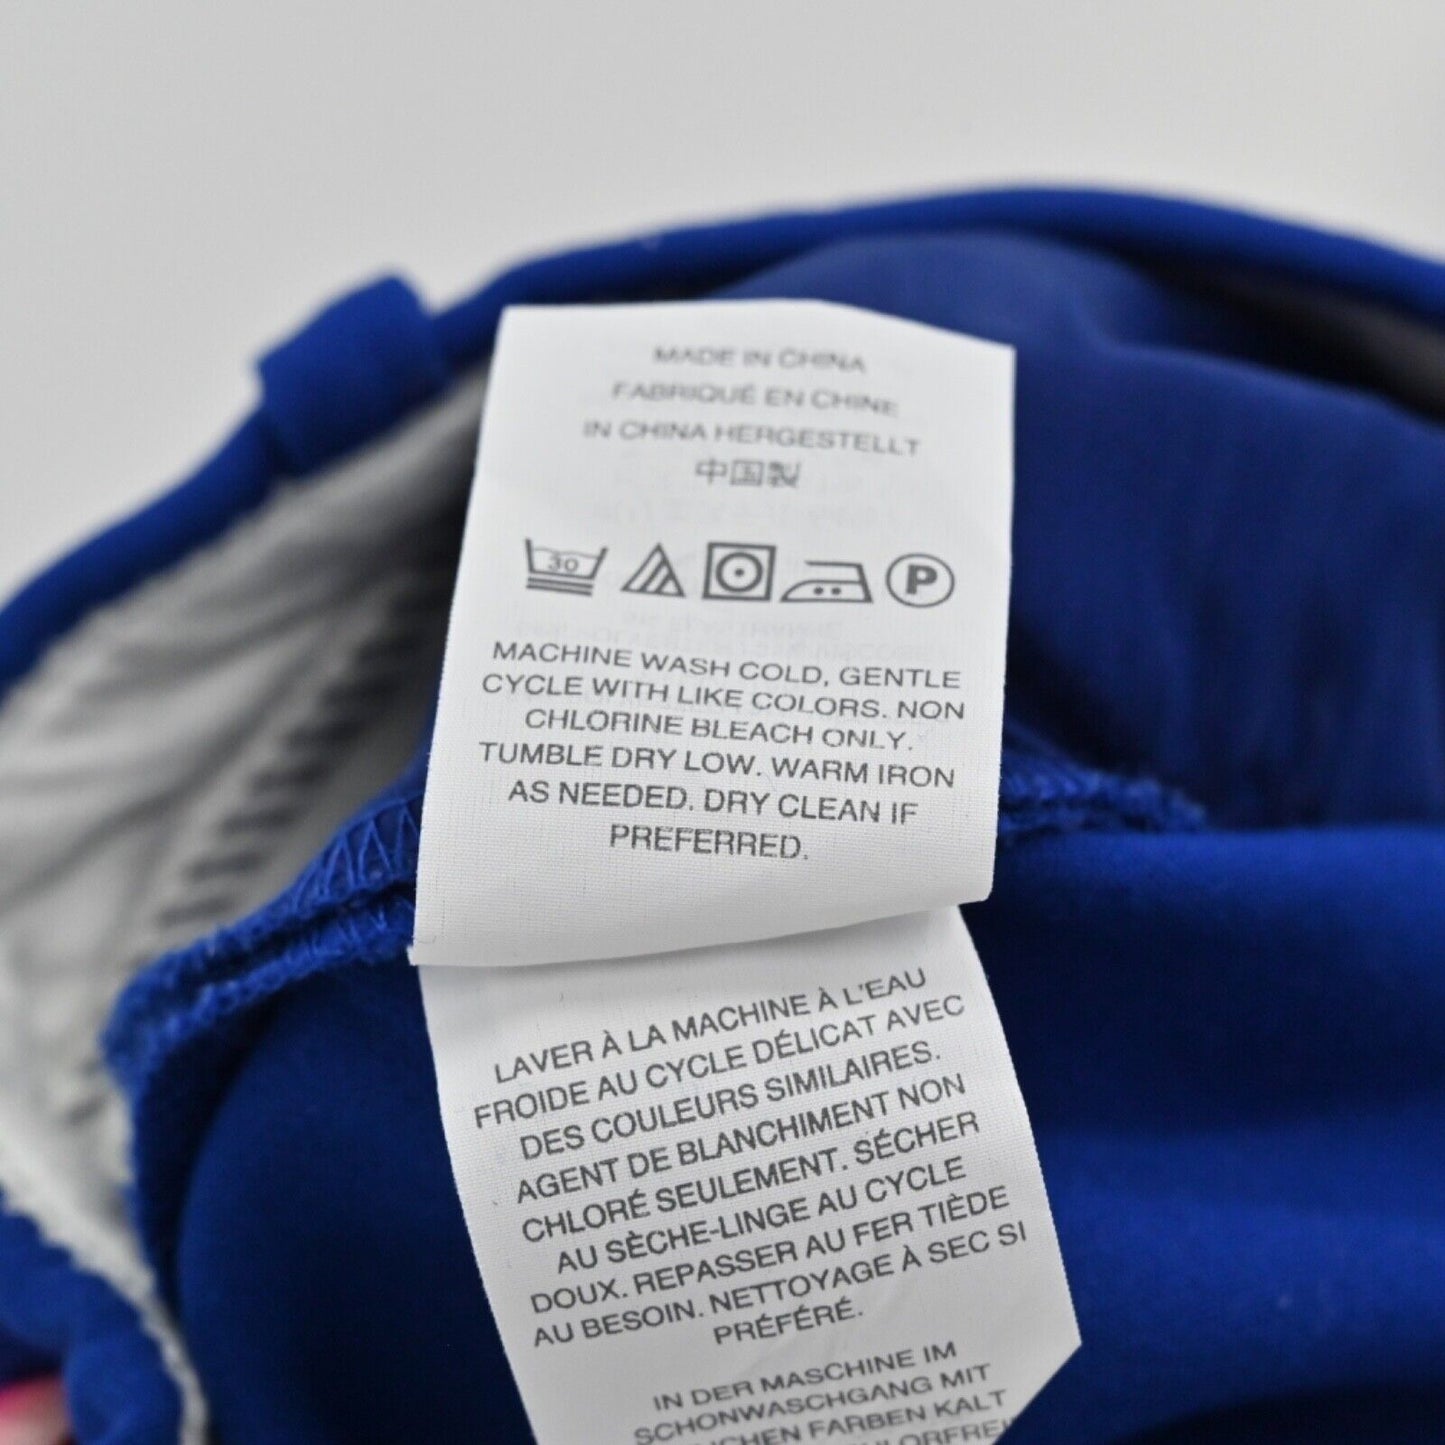 MADE IN CHINA
FABRIQUÉ EN CHINE
IN CHINA HERGESTELLT
中国製
30 P
MACHINE WASH COLD, GENTLE
CYCLE WITH LIKE COLORS. NON
CHLORINE BLEACH ONLY.
TUMBLE DRY LOW. WARM IRON
AS NEEDED. DRY CLEAN IF
PREFERRED.
LAVER À LA MACHINE À L'EAU
FROIDE AU CYCLE DÉLICAT AVEC
DES COULEURS SIMILAIRES.
AGENT DE BLANCHIMENT NON
CHLORÉ SEULEMENT. SÉCHER
AU SÈCHE-LINGE AU CYCLE
DOUX. REPASSER AU FER TIÈDE
AU BESOIN. NETTOYAGE À SEC SI
PRÉFÉRÉ.
IN DER MASCHINE IM
SCHONWASCHGANG MIT
FARBEN KALT